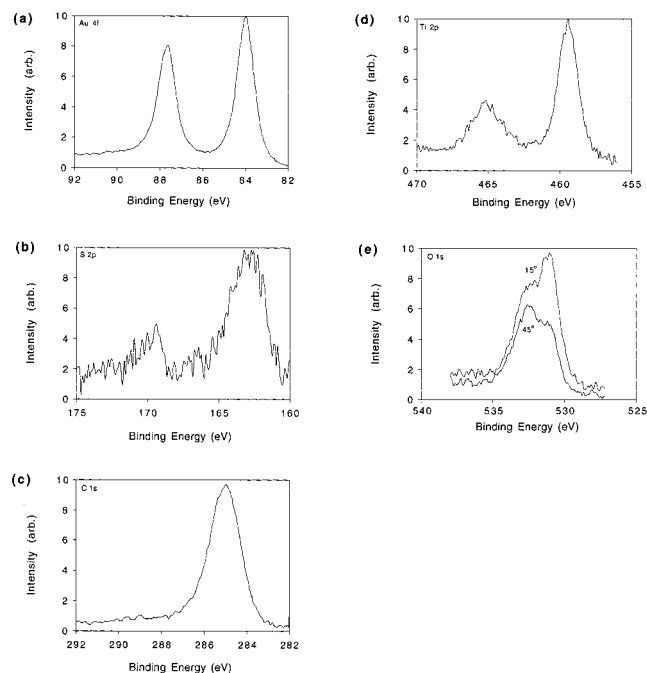 (a)
Au 4f
Intensity (arb.)
10
8
6
4
2
0
92 90 88 86 84 82
Binding Energy (eV)
(b)
S 2p
Intensity (arb.)
10
8
6
4
2
0
175 170 165 160
Binding Energy (eV)
(c)
C 1s
Intensity (arb.)
10
8
6
4
2
0
292 290 288 286 284 282
Binding Energy (eV)
(d)
Ti 2p
Intensity (arb.)
10
8
6
4
2
0
470 465 460 455
Binding Energy (eV)
(e)
O 1s
15°
45°
Intensity (arb.)
10
8
6
4
2
0
540 535 530 525
Binding Energy (eV)